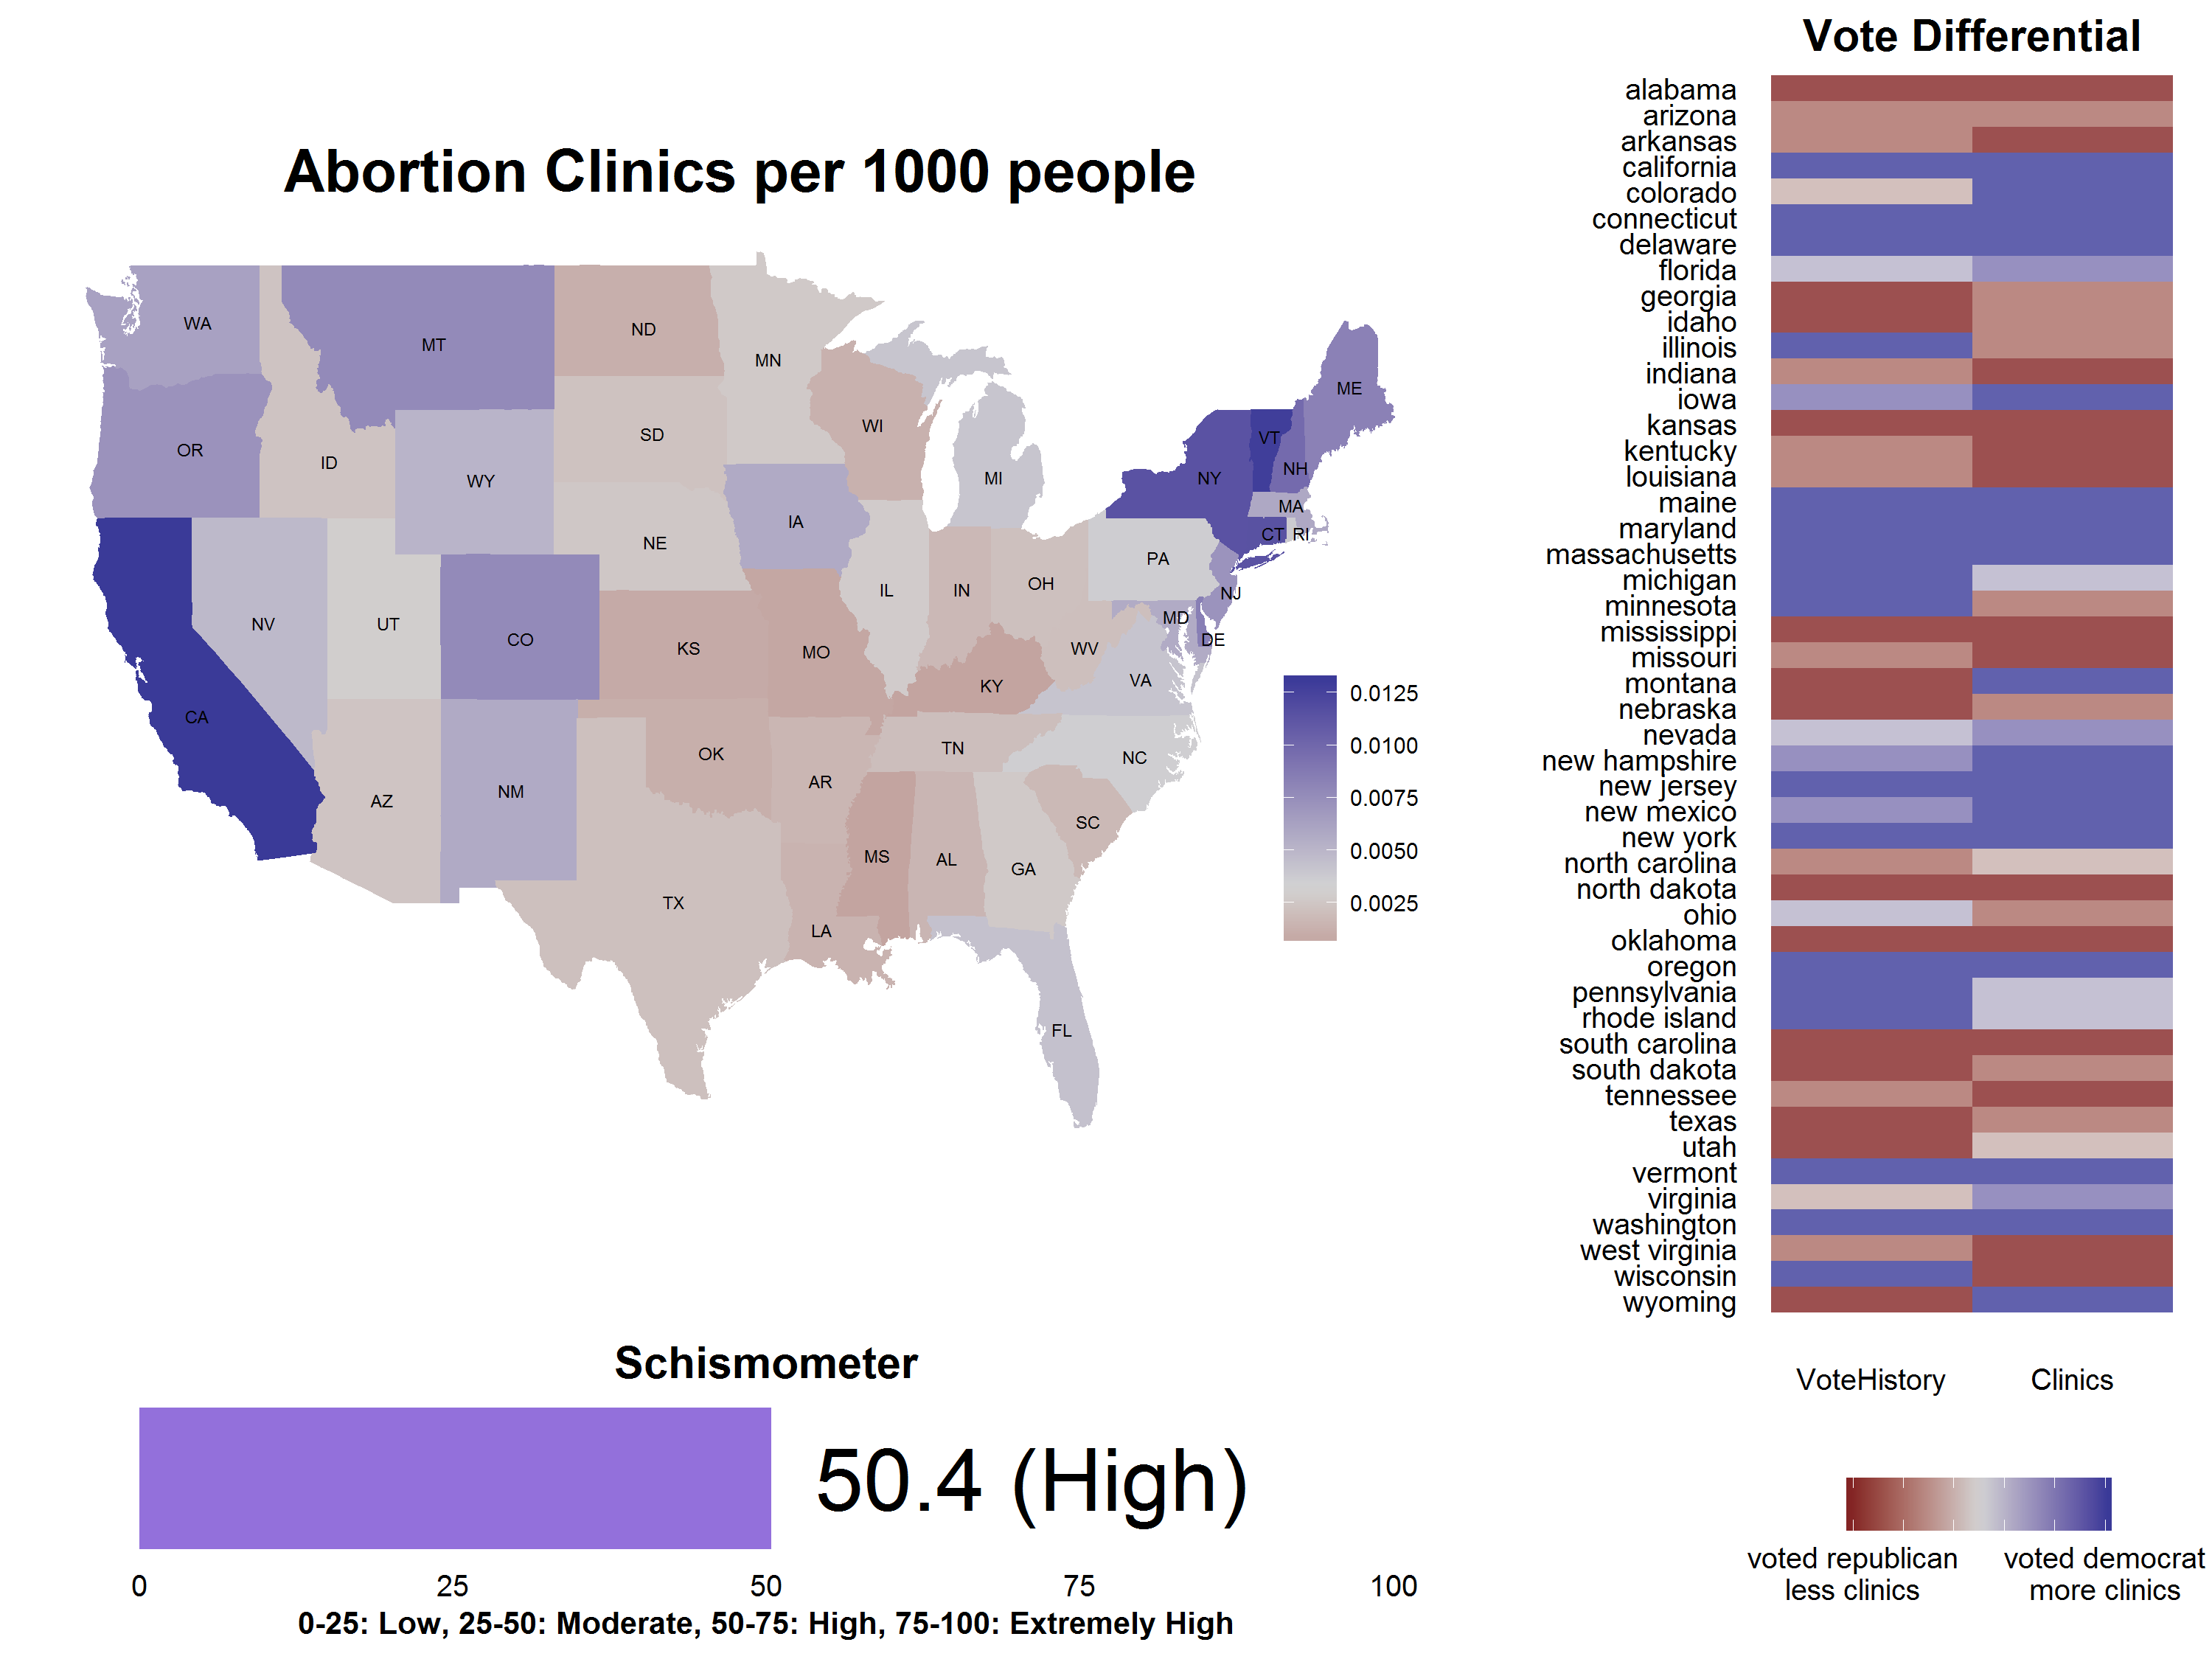 Vote Differential
Abortion Clinics per 1000 people
alabama
arizona
arkansas
california
colorado
connecticut
delaware
florida
georgia
idaho
illinois
indiana
iowa
kansas
kentucky
louisiana
maine
maryland
massachusetts
michigan
minnesota
mississippi
missouri
montana
nebraska
nevada
new hampshire
new jersey
new mexico
new york
north carolina
north dakota
ohio
oklahoma
oregon
pennsylvania
rhode island
south carolina
south dakota
tennessee
texas
utah
vermont
virginia
washington
west virginia
wisconsin
wyoming
VoteHistory Clinics
voted republican
less clinics
voted democrat
more clinics
WA
MT
ND
MN
ME
OR
ID
WY
SD
WI
MI
NY
VT
NH
MA
CT
RI
IA
NE
PA
NJ
NV
UT
CO
KS
MO
IL
IN
OH
WV
MD
DE
VA
KY
CA
AZ
NM
OK
AR
TN
NC
SC
TX
LA
MS
AL
GA
FL
0.0125
0.0100
0.0075
0.0050
0.0025
Schismometer
50.4 (High)
0 25 50 75 100
0-25: Low, 25-50: Moderate, 50-75: High, 75-100: Extremely High